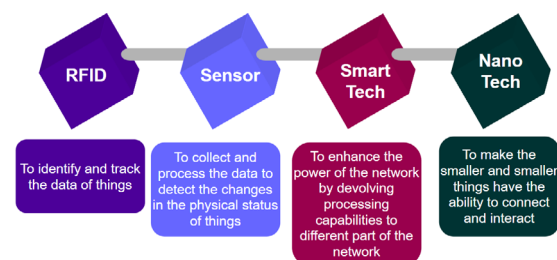 RFID
Sensor
Smart
Tech
Nano
Tech
To identify and track
the data of things
To collect and
process the data to
detect the changes
in the physical status
of things
To enhance the
power of the network
by devolving
processing
capabilities to
different part of the
network
To make the
smaller and smaller
things have the
ability to connect
and interact